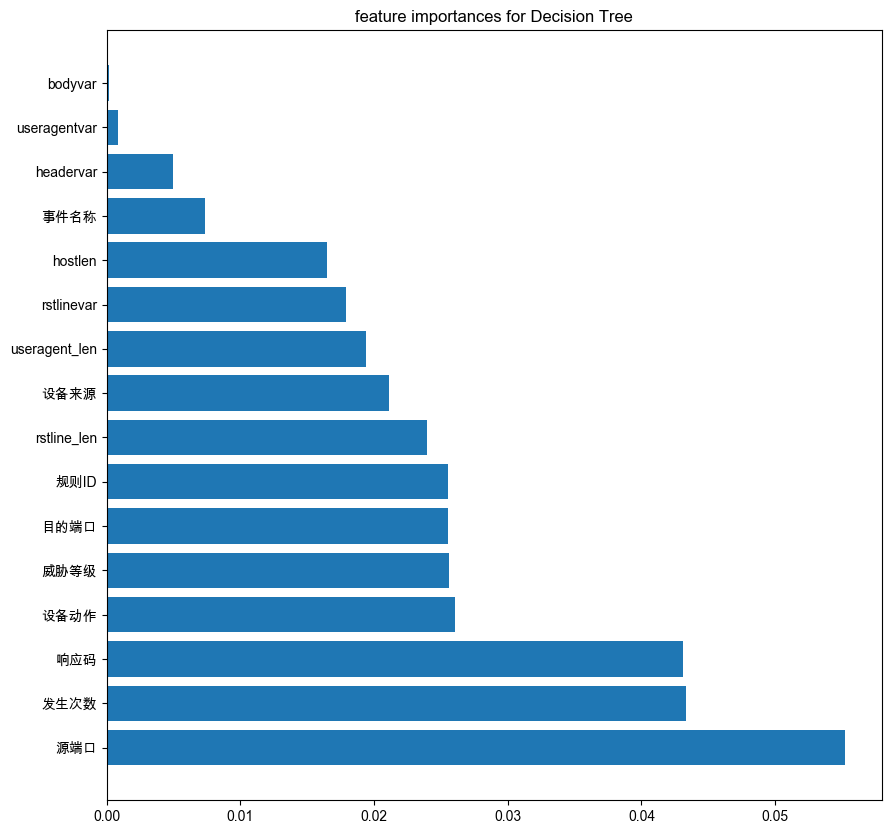 feature importances for Decision Tree
bodyvar
useragentvar
headervar
事件名称
hostlen
rstlinevar
useragent_len
设备来源
rstline_len
规则ID
目的端口
威胁等级
设备动作
响应码
发生次数
源端口
0.00 0.01 0.02 0.03 0.04 0.05